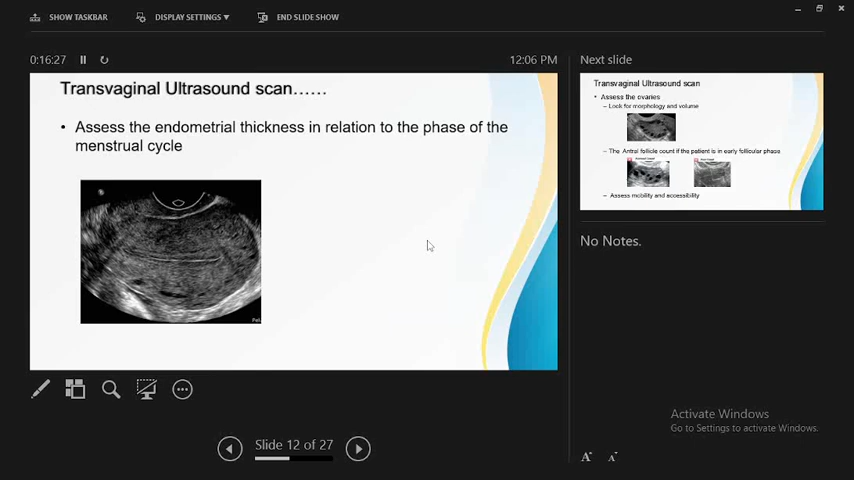 SHOW TASKBAR
DISPLAY SETTINGS ▼
END SLIDE SHOW
0:16:27
12:06 PM
Transvaginal Ultrasound scan……
• Assess the endometrial thickness in relation to the phase of the
menstrual cycle
Slide 12 of 27
Next slide
Transvaginal Ultrasound scan
• Assess the ovaries
– Look for morphology and volume
– The Antral follicle count if the patient in early follicular phase
– Assess mobility and accessibility
No Notes.
Activate Windows
Go to Settings to activate Windows.
A A